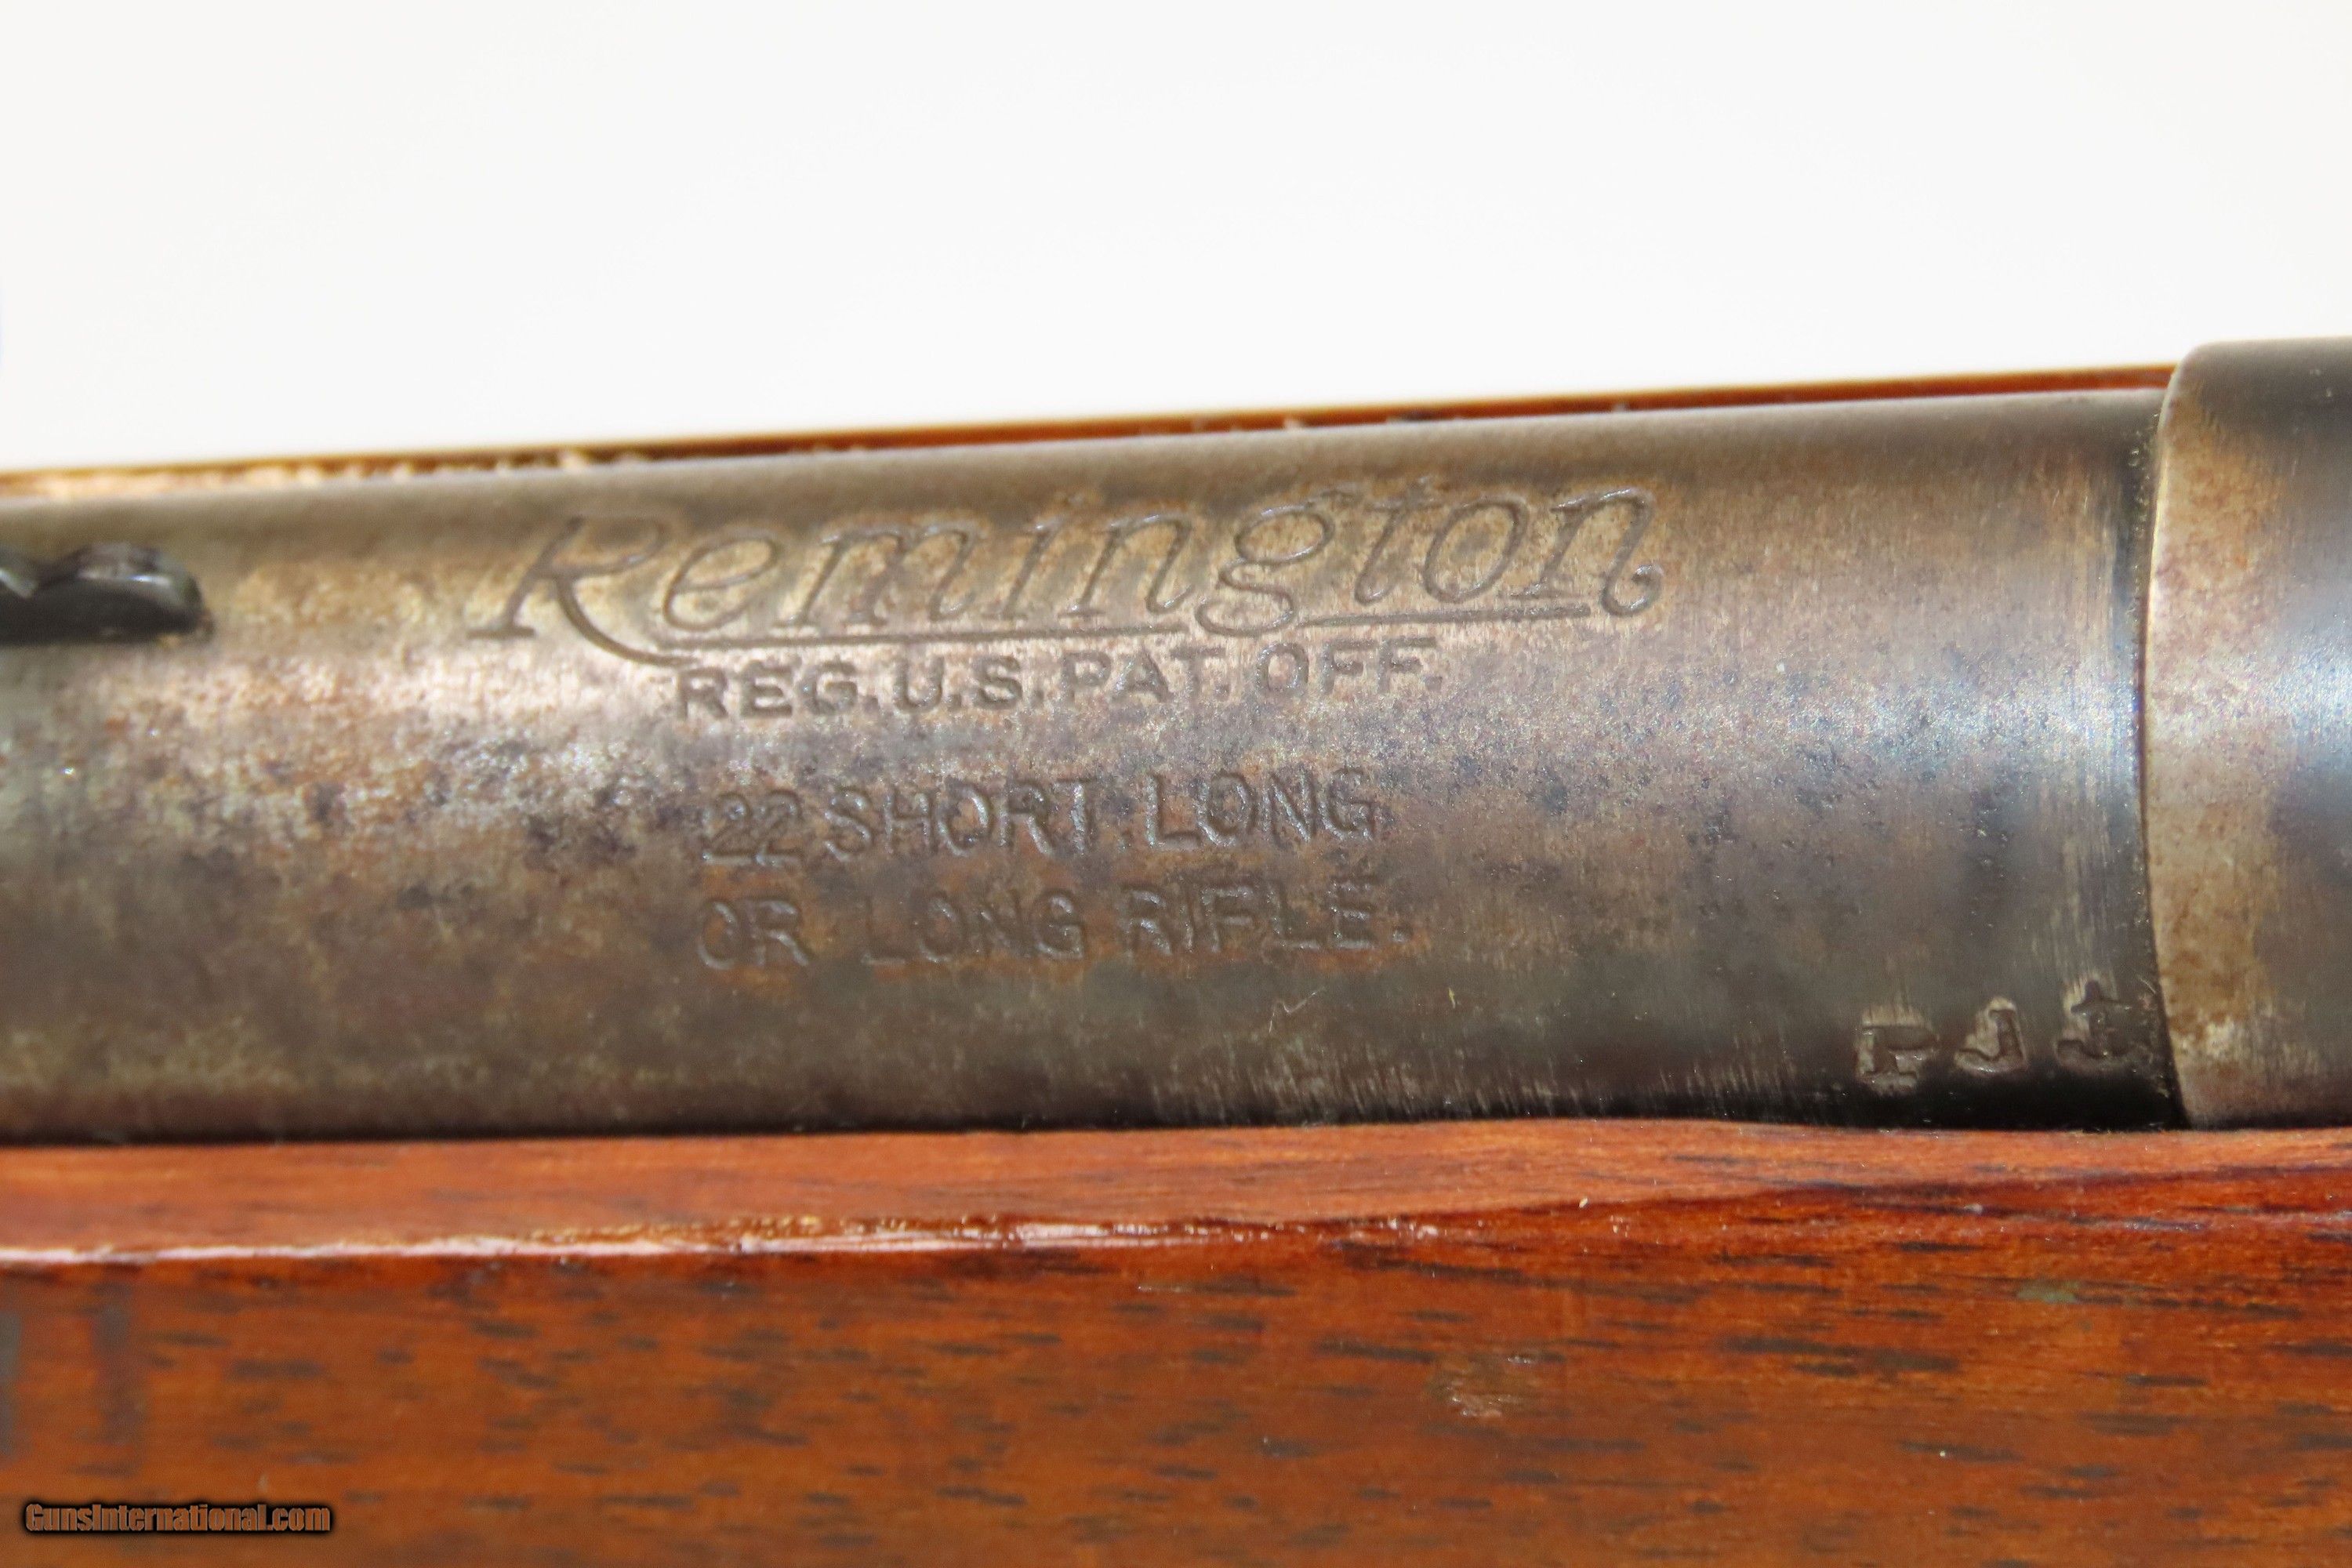 Remington
REG. U.S. PAT. OFF.
22 SHORT. LONG
OR LONG RIFLE.
GunsInternational.com